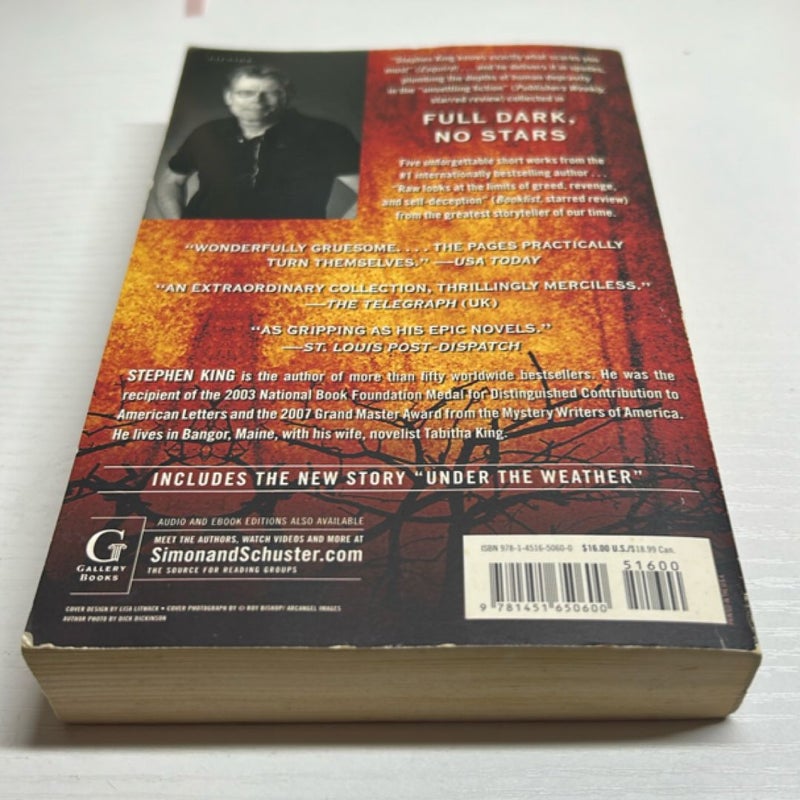 "Stephen King knows exactly what scares you
most" (Esquire) . . . and he delivers it in spades,
plumbing the depths of human depravity
in the "unsettling fiction" (Publishers Weekly,
starred review) collected in
FULL DARK,
NO STARS
Five unforgettable short works from the
#1 internationally bestselling author . . .
"Raw looks at the limits of greed, revenge,
and self-deception" (Booklist, starred review)
from the greatest storyteller of our time.
"WONDERFULLY GRUESOME. . . . THE PAGES PRACTICALLY
TURN THEMSELVES." —USA TODAY
"AN EXTRAORDINARY COLLECTION, THRILLINGLY MERCILESS."
—THE TELEGRAPH (UK)
"AS GRIPPING AS HIS EPIC NOVELS."
—ST. LOUIS POST-DISPATCH
STEPHEN KING is the author of more than fifty worldwide bestsellers. He was the
recipient of the 2003 National Book Foundation Medal for Distinguished Contribution to
American Letters and the 2007 Grand Master Award from the Mystery Writers of America.
He lives in Bangor, Maine, with his wife, novelist Tabitha King.
INCLUDES THE NEW STORY "UNDER THE WEATHER"
AUDIO AND EBOOK EDITIONS ALSO AVAILABLE
MEET THE AUTHORS, WATCH VIDEOS AND MORE AT
SimonandSchuster.com
THE SOURCE FOR READING GROUPS
G
GALLERY
BOOKS
ISBN 978-1-4516-5060-0 $16.00 U.S./$18.99 Can.
51600
9 781451 650600
COVER DESIGN BY LISA LITWACK • COVER PHOTOGRAPH BY © ROY BISHOP/ ARCANGEL IMAGES
AUTHOR PHOTO BY DICK DICKINSON